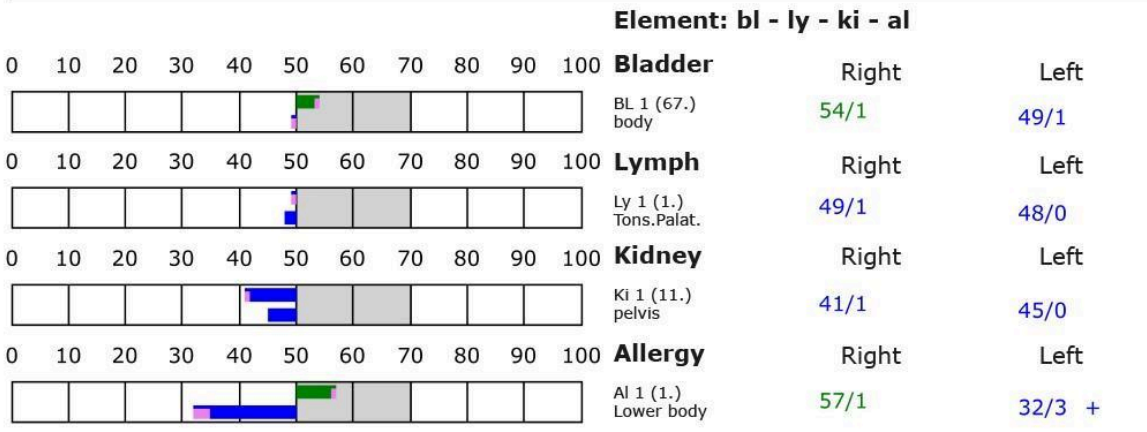 Element: bl - ly - ki - al
0 10 20 30 40 50 60 70 80 90 100 Bladder Right Left
BL 1 (67.) 54/1 49/1
body
0 10 20 30 40 50 60 70 80 90 100 Lymph Right Left
Ly 1 (1.) 49/1 48/0
Tons.Palat.
0 10 20 30 40 50 60 70 80 90 100 Kidney Right Left
Ki 1 (11.) 41/1 45/0
pelvis
0 10 20 30 40 50 60 70 80 90 100 Allergy Right Left
Al 1 (1.) 57/1 32/3 +
Lower body